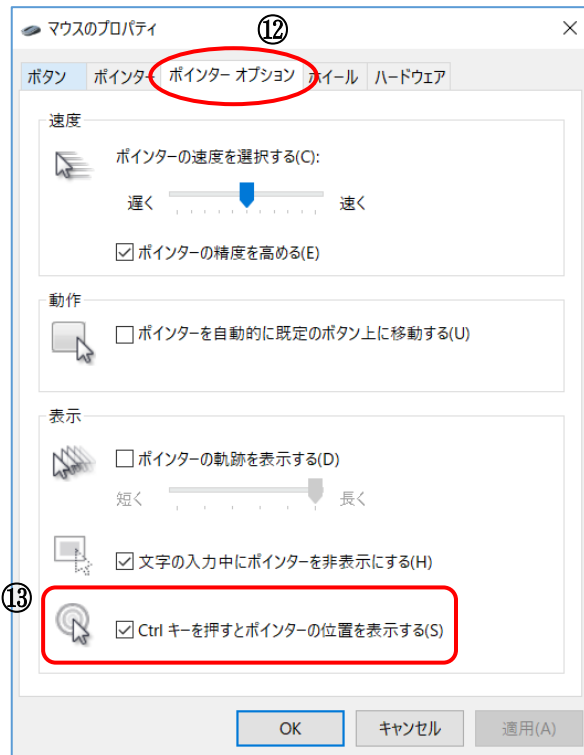 マウスのプロパティ
⑫
ボタン ポインター ポインター オプション ホイール ハードウェア
速度
ポインターの速度を選択する(C):
遅く 速く
ポインターの精度を高める(E)
動作
ポインターを自動的に既定のボタン上に移動する(U)
表示
ポインターの軌跡を表示する(D)
短く 長く
文字の入力中にポインターを非表示にする(H)
⑬
Ctrl キーを押すとポインターの位置を表示する(S)
OK キャンセル 適用(A)